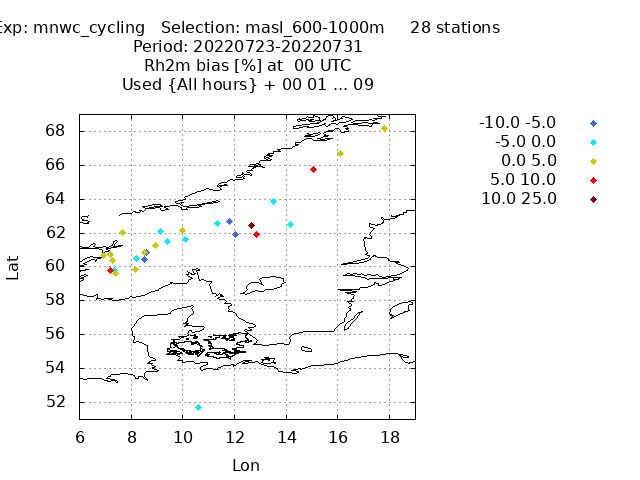 Exp: mnwc_cycling Selection: masl_600-1000m 28 stations
Period: 20220723-20220731
Rh2m bias [%] at 00 UTC
Used {All hours} + 00 01 ... 09
-10.0 -5.0
-5.0 0.0
0.0 5.0
5.0 10.0
10.0 25.0
68
66
64
62
60
58
56
54
52
Lat
6 8 10 12 14 16 18
Lon